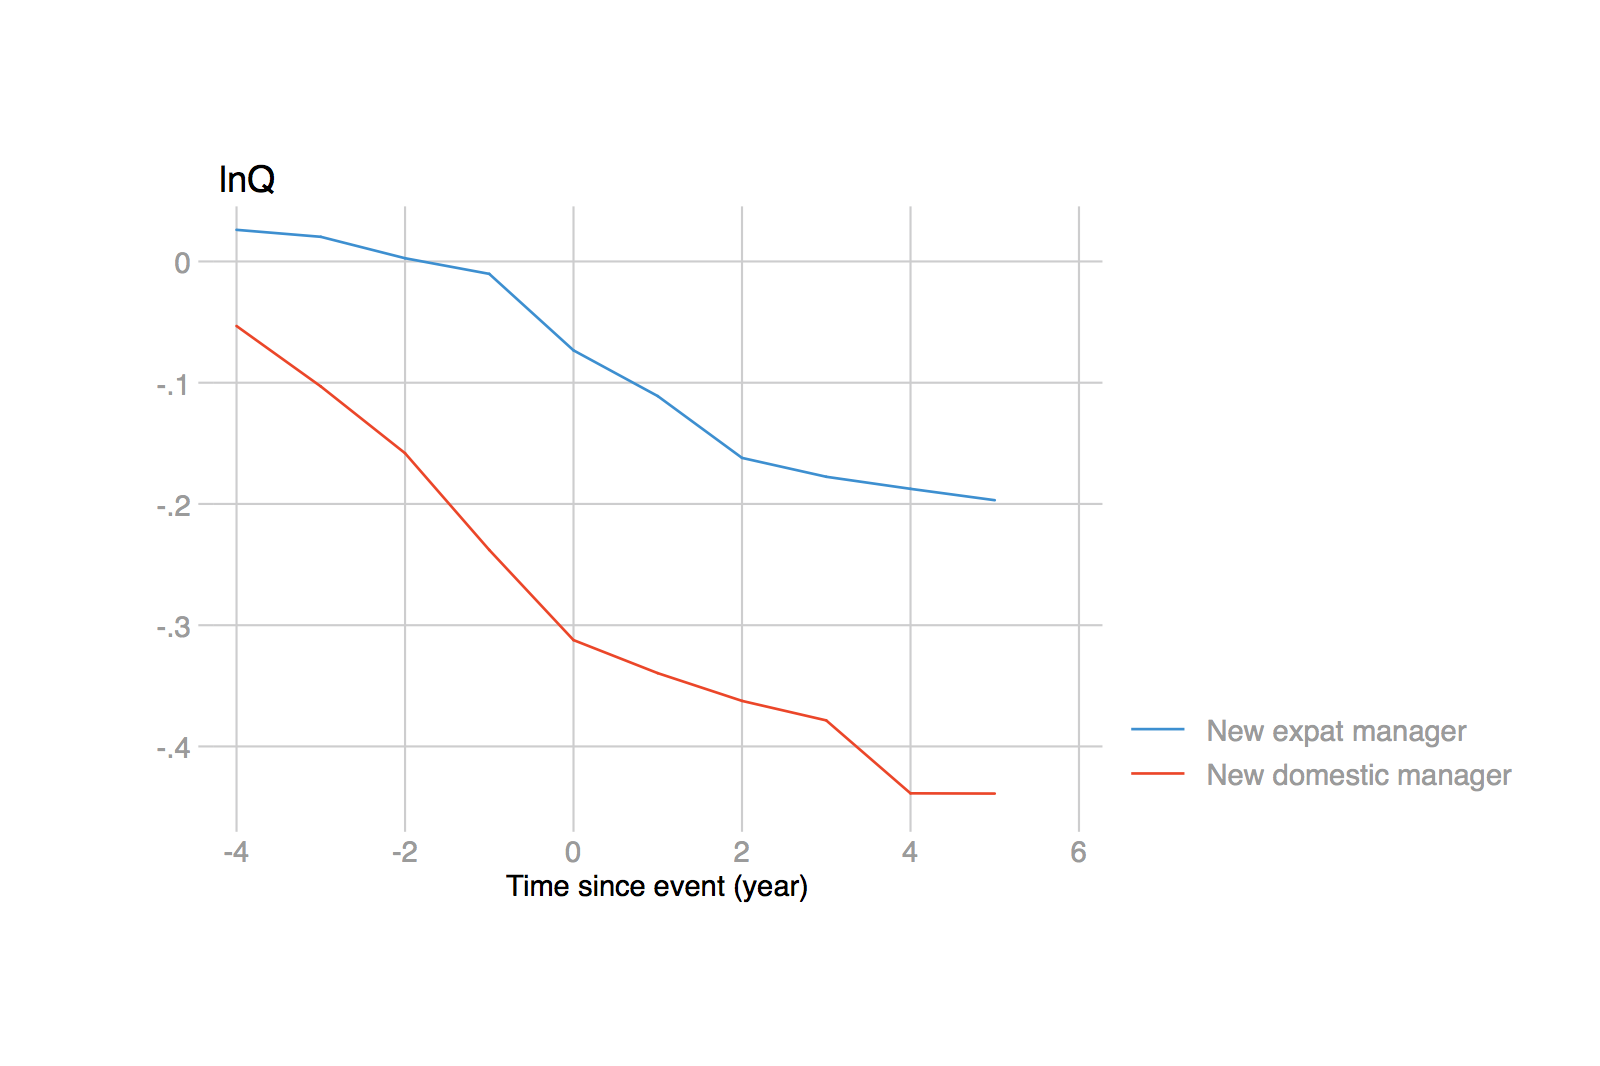 lnQ
0
-.1
-.2
-.3
-.4
-4 -2 0 2 4 6
Time since event (year)
New expat manager
New domestic manager